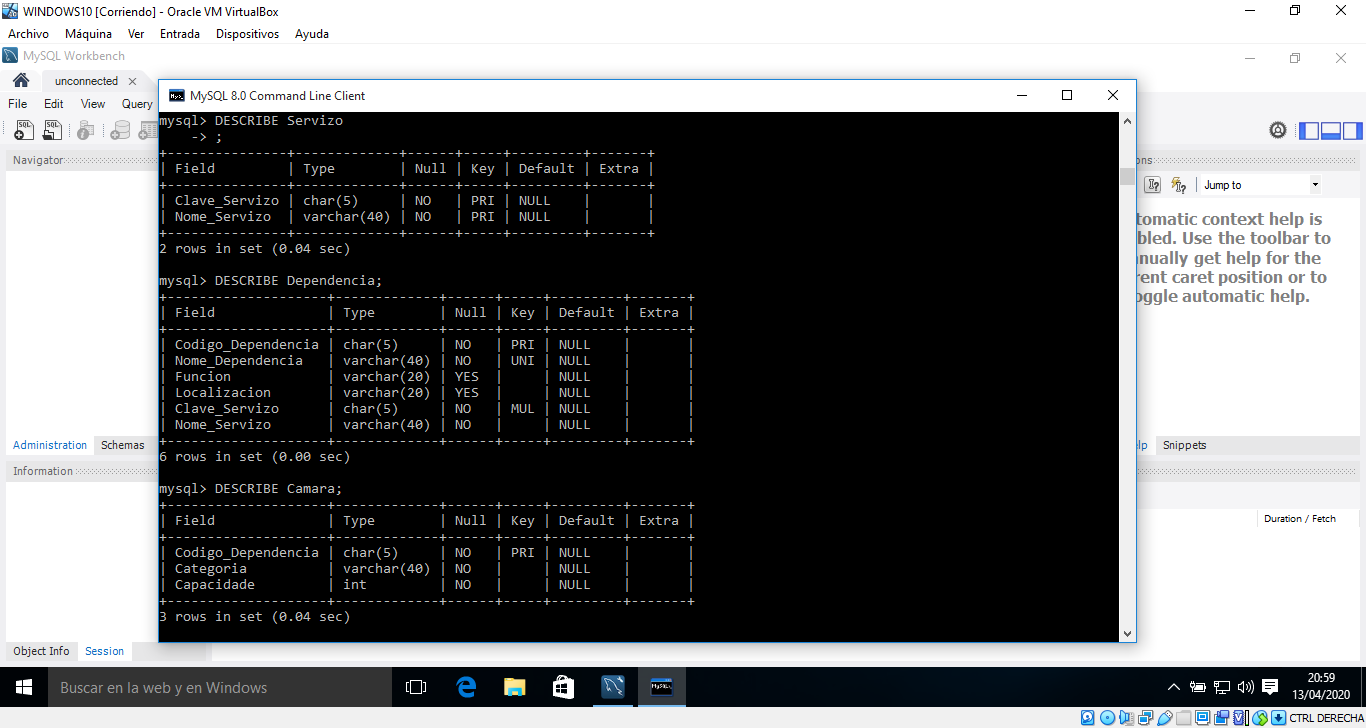 WINDOWS10 [Corriendo] - Oracle VM VirtualBox
Archivo Máquina Ver Entrada Dispositivos Ayuda
MySQL Workbench
unconnected
File Edit View Query
MySQL 8.0 Command Line Client
Navigator
mysql> DESCRIBE Servizo
    -> ;
+---------------+-------------+------+-----+---------+-------+
| Field         | Type        | Null | Key | Default | Extra |
+---------------+-------------+------+-----+---------+-------+
| Clave_Servizo | char(5)     | NO   | PRI | NULL    |       |
| Nome_Servizo  | varchar(40) | NO   | PRI | NULL    |       |
+---------------+-------------+------+-----+---------+-------+
2 rows in set (0.04 sec)
mysql> DESCRIBE Dependencia;
+--------------------+-------------+------+-----+---------+-------+
| Field              | Type        | Null | Key | Default | Extra |
+--------------------+-------------+------+-----+---------+-------+
| Codigo_Dependencia | char(5)     | NO   | PRI | NULL    |       |
| Nome_Dependencia   | varchar(40) | NO   | UNI | NULL    |       |
| Funcion            | varchar(20) | YES  |     | NULL    |       |
| Localizacion       | varchar(20) | YES  |     | NULL    |       |
| Clave_Servizo      | char(5)     | NO   | MUL | NULL    |       |
| Nome_Servizo       | varchar(40) | NO   |     | NULL    |       |
+--------------------+-------------+------+-----+---------+-------+
6 rows in set (0.00 sec)
mysql> DESCRIBE Camara;
+--------------------+-------------+------+-----+---------+-------+
| Field              | Type        | Null | Key | Default | Extra |
+--------------------+-------------+------+-----+---------+-------+
| Codigo_Dependencia | char(5)     | NO   | PRI | NULL    |       |
| Categoria          | varchar(40) | NO   |     | NULL    |       |
| Capacidade         | int         | NO   |     | NULL    |       |
+--------------------+-------------+------+-----+---------+-------+
3 rows in set (0.04 sec)
ons
Jump to
tomatic context help is
bled. Use the toolbar to
nually get help for the
rent caret position or to
oggle automatic help.
Administration Schemas
lp Snippets
Information
Duration / Fetch
Object Info Session
Buscar en la web y en Windows
20:59
13/04/2020
CTRL DERECHA